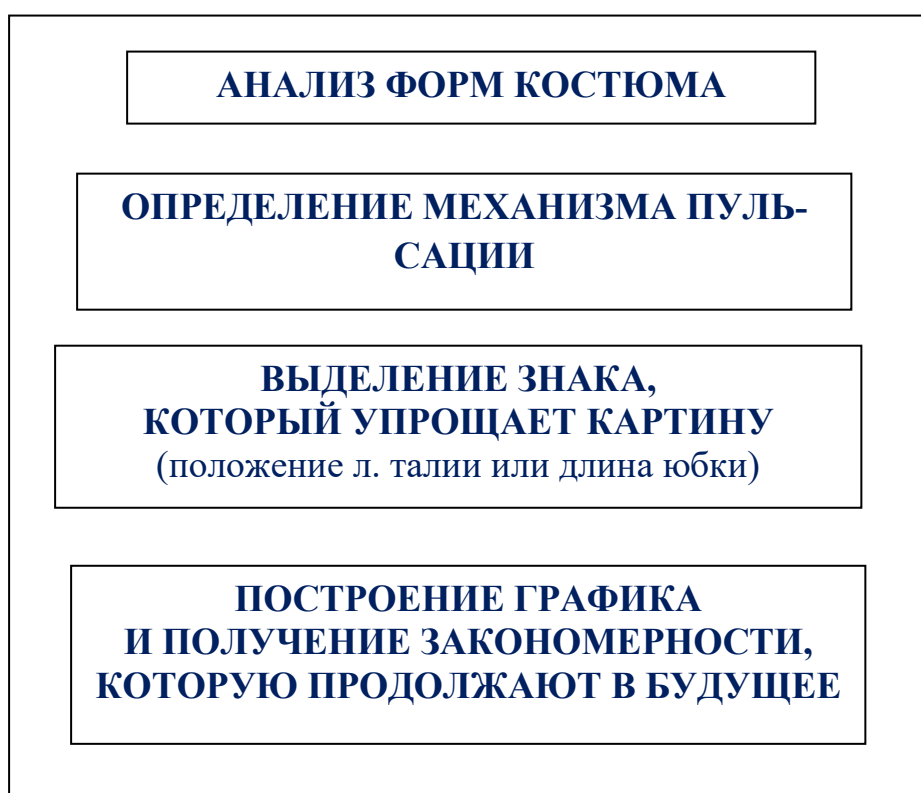 АНАЛИЗ ФОРМ КОСТЮМА
ОПРЕДЕЛЕНИЕ МЕХАНИЗМА ПУЛЬ-
САЦИИ
ВЫДЕЛЕНИЕ ЗНАКА,
КОТОРЫЙ УПРОЩАЕТ КАРТИНУ
(положение л. талии или длина юбки)
ПОСТРОЕНИЕ ГРАФИКА
И ПОЛУЧЕНИЕ ЗАКОНОМЕРНОСТИ,
КОТОРУЮ ПРОДОЛЖАЮТ В БУДУЩЕЕ